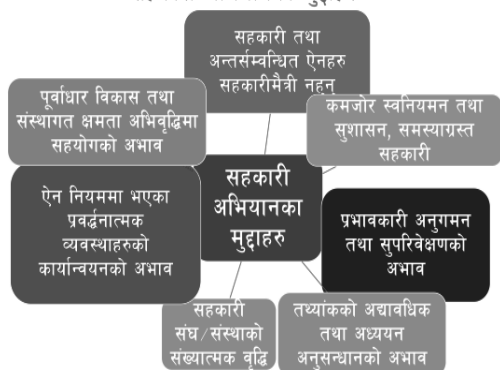 सहकारी तथा
अन्तर्सम्वन्धित ऐनहरु
सहकारीमैत्री नहुनु
पूर्वाधार विकास तथा
संस्थागत क्षमता अभिवृद्धिमा
सहयोगको अभाव
कमजोर स्वनियमन तथा
सुशासन, समस्याग्रस्त
सहकारी
सहकारी
अभियानका
मुद्दाहरु
ऐन नियममा भएका
प्रवर्द्धनात्मक
व्यवस्थाहरुको
कार्यान्वयनको अभाव
प्रभावकारी अनुगमन
तथा सुपरिवेक्षणको
अभाव
सहकारी
संघ/संस्थाको
संख्यात्मक वृद्धि
तथ्यांकको अद्यावधिक
तथा अध्ययन
अनुसन्धानको अभाव